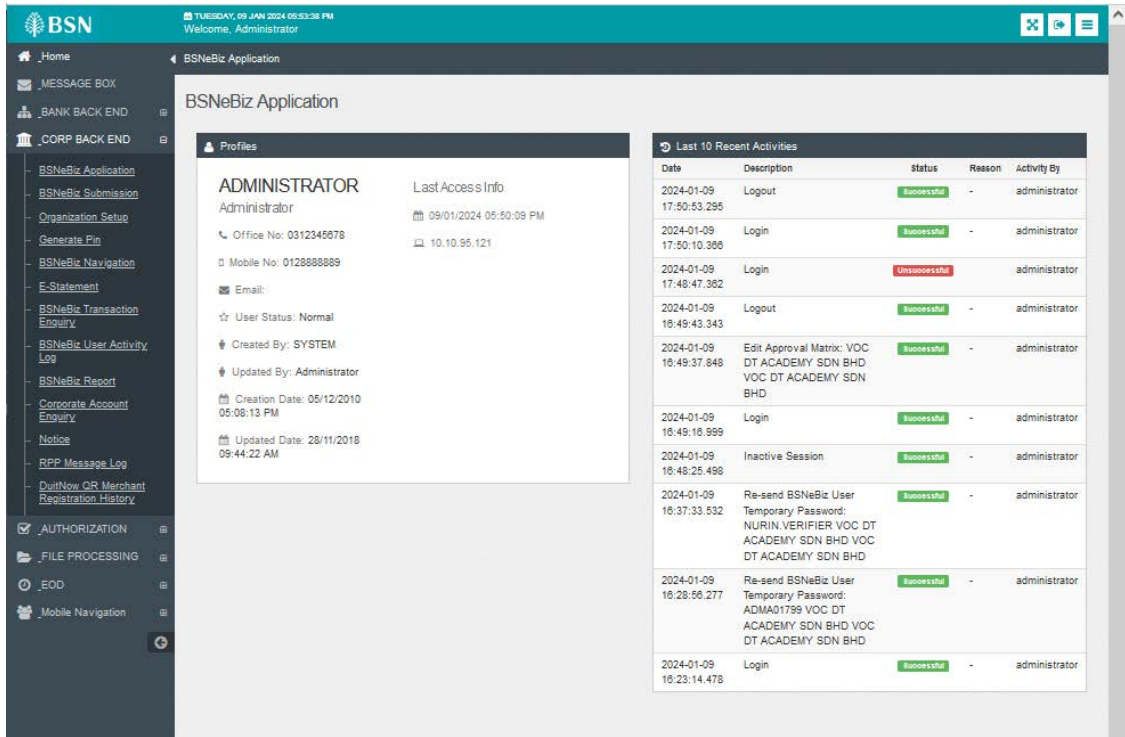 BSN
TUESDAY, 09 JAN 2024 05:53:38 PM
Welcome, Administrator
_Home
BSNeBiz Application
_MESSAGE BOX
_BANK BACK END
_CORP BACK END
BSNeBiz Application
BSNeBiz Submission
Organization Setup
Generate Pin
BSNeBiz Navigation
E-Statement
BSNeBiz Transaction
Enquiry
BSNeBiz User Activity
Log
BSNeBiz Report
Corporate Account
Enquiry
Notice
RPP Message Log
DuitNow QR Merchant
Registration History
_AUTHORIZATION
_FILE PROCESSING
_EOD
_Mobile Navigation
BSNeBiz Application
Profiles
ADMINISTRATOR
Administrator
Office No: 0312345678
Mobile No: 0128888889
Email:
User Status: Normal
Created By: SYSTEM
Updated By: Administrator
Creation Date: 05/12/2010
05:08:13 PM
Updated Date: 28/11/2018
09:44:22 AM
Last Access Info
09/01/2024 05:50:09 PM
10.10.95.121
Last 10 Recent Activities
Date Description Status Reason Activity By
2024-01-09 Logout Successful - administrator
17:50:53.295
2024-01-09 Login Successful - administrator
17:50:10.366
2024-01-09 Login Unsuccessful administrator
17:48:47.362
2024-01-09 Logout Successful - administrator
16:49:43.343
2024-01-09 Edit Approval Matrix: VOC Successful - administrator
16:49:37.848 DT ACADEMY SDN BHD
VOC DT ACADEMY SDN
BHD
2024-01-09 Login Successful - administrator
16:49:16.999
2024-01-09 Inactive Session Successful - administrator
16:48:25.498
2024-01-09 Re-send BSNeBiz User Successful - administrator
16:37:33.532 Temporary Password:
NURIN.VERIFIER VOC DT
ACADEMY SDN BHD VOC
DT ACADEMY SDN BHD
2024-01-09 Re-send BSNeBiz User Successful - administrator
16:28:56.277 Temporary Password:
ADMA01799 VOC DT
ACADEMY SDN BHD VOC
DT ACADEMY SDN BHD
2024-01-09 Login Successful - administrator
16:23:14.478